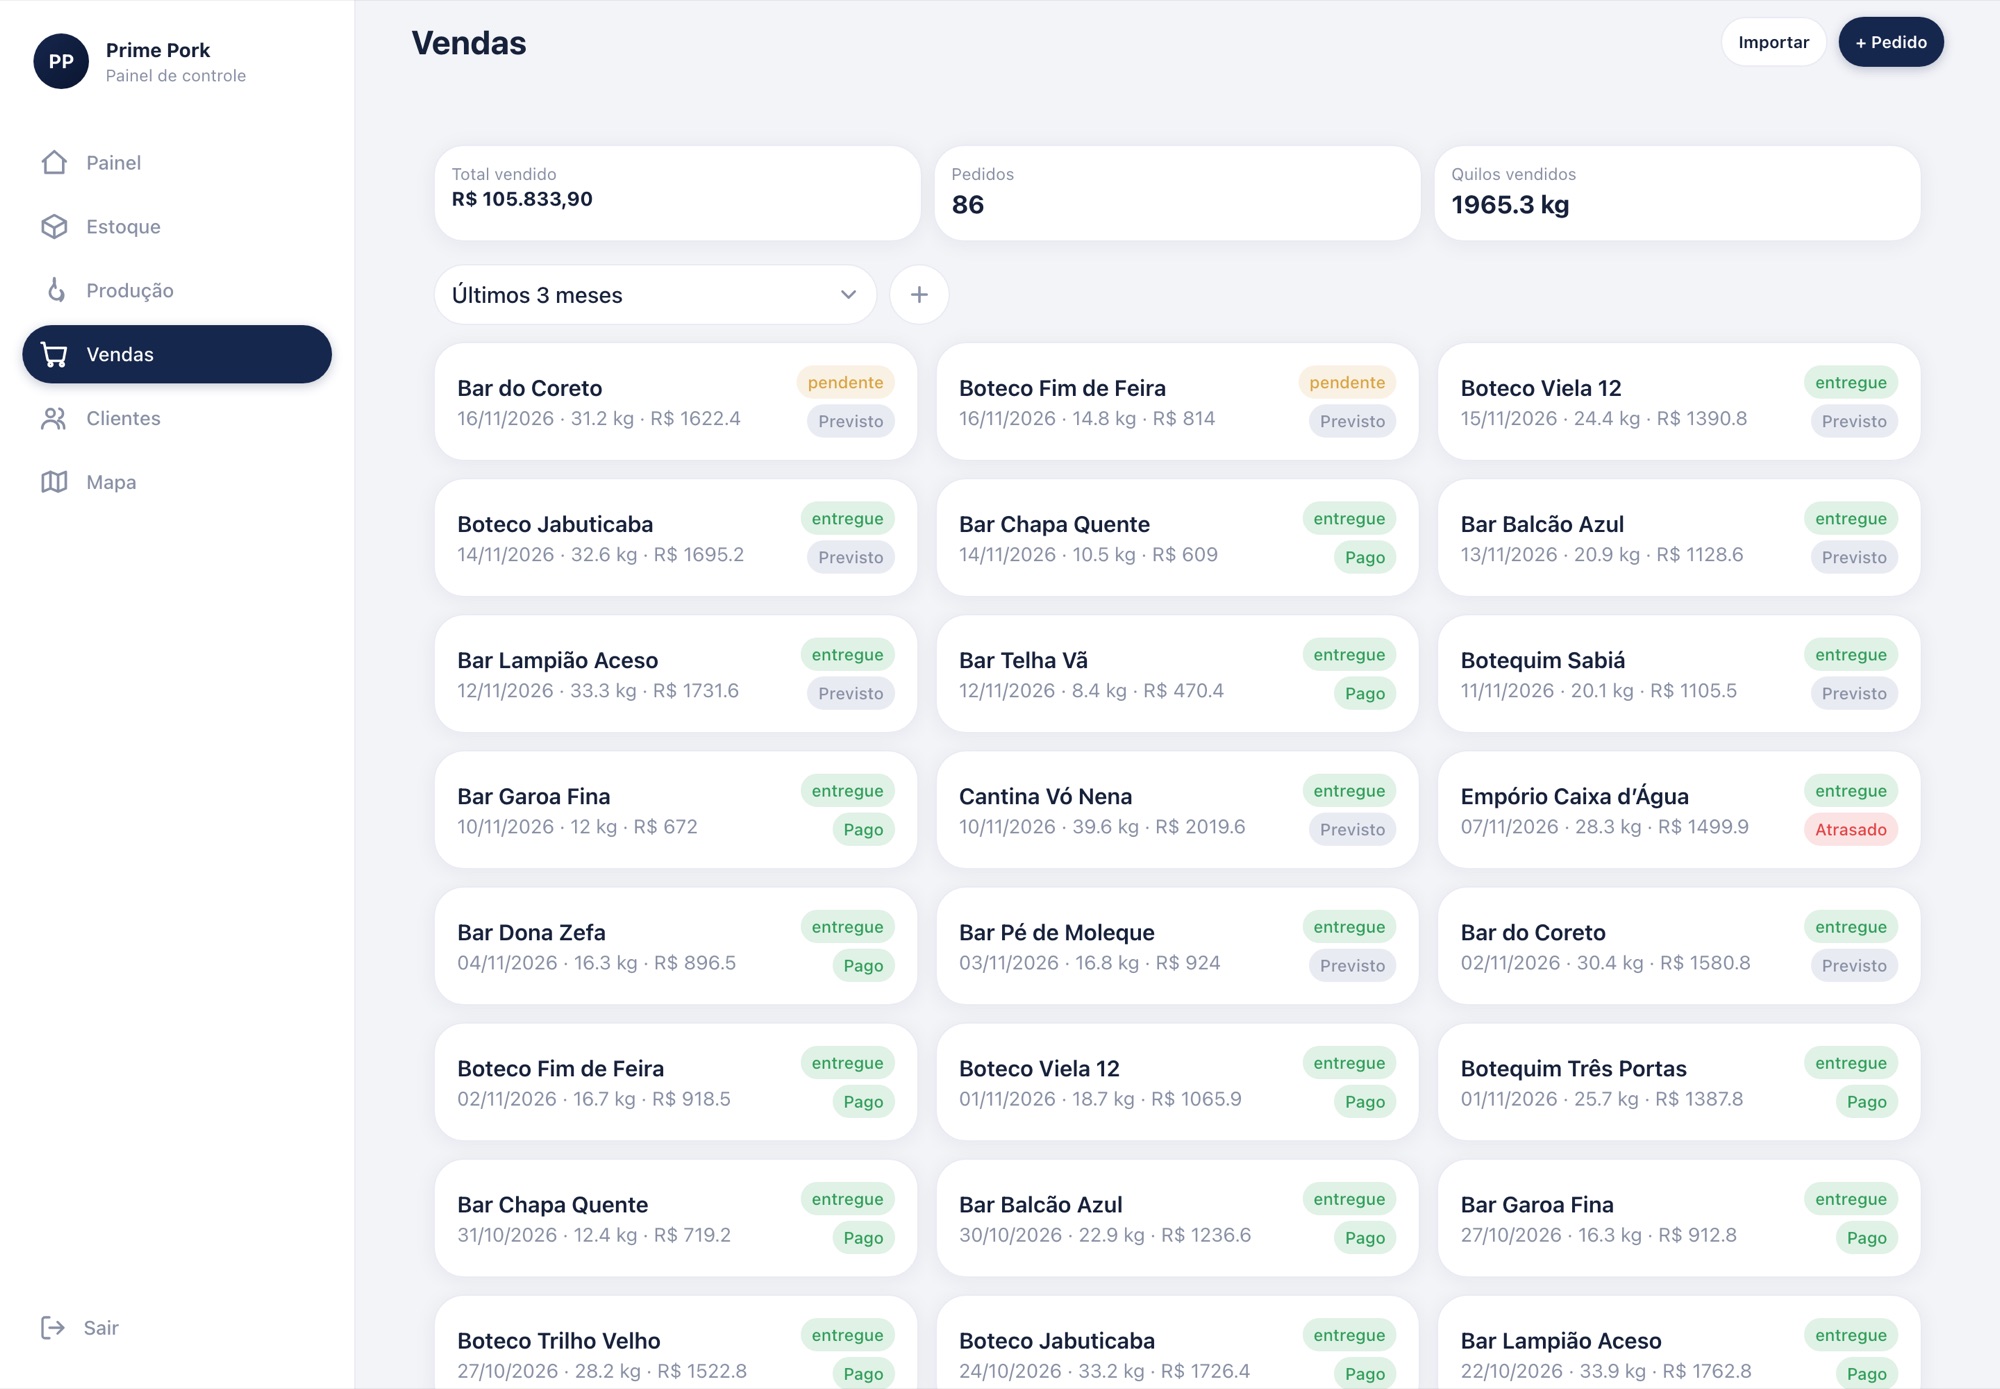 PP
Prime Pork
Painel de controle
Painel
Estoque
Produção
Vendas
Clientes
Mapa
Sair
Vendas
Importar
+ Pedido
Total vendido
R$ 105.833,90
Pedidos
86
Quilos vendidos
1965.3 kg
Últimos 3 meses
Bar do Coreto
16/11/2026 · 31.2 kg · R$ 1622.4
pendente
Previsto
Boteco Fim de Feira
16/11/2026 · 14.8 kg · R$ 814
pendente
Previsto
Boteco Viela 12
15/11/2026 · 24.4 kg · R$ 1390.8
entregue
Previsto
Boteco Jabuticaba
14/11/2026 · 32.6 kg · R$ 1695.2
entregue
Previsto
Bar Chapa Quente
14/11/2026 · 10.5 kg · R$ 609
entregue
Pago
Bar Balcão Azul
13/11/2026 · 20.9 kg · R$ 1128.6
entregue
Previsto
Bar Lampião Aceso
12/11/2026 · 33.3 kg · R$ 1731.6
entregue
Previsto
Bar Telha Vã
12/11/2026 · 8.4 kg · R$ 470.4
entregue
Pago
Botequim Sabiá
11/11/2026 · 20.1 kg · R$ 1105.5
entregue
Previsto
Bar Garoa Fina
10/11/2026 · 12 kg · R$ 672
entregue
Pago
Cantina Vó Nena
10/11/2026 · 39.6 kg · R$ 2019.6
entregue
Previsto
Empório Caixa d’Água
07/11/2026 · 28.3 kg · R$ 1499.9
entregue
Atrasado
Bar Dona Zefa
04/11/2026 · 16.3 kg · R$ 896.5
entregue
Pago
Bar Pé de Moleque
03/11/2026 · 16.8 kg · R$ 924
entregue
Previsto
Bar do Coreto
02/11/2026 · 30.4 kg · R$ 1580.8
entregue
Previsto
Boteco Fim de Feira
02/11/2026 · 16.7 kg · R$ 918.5
entregue
Pago
Boteco Viela 12
01/11/2026 · 18.7 kg · R$ 1065.9
entregue
Pago
Botequim Três Portas
01/11/2026 · 25.7 kg · R$ 1387.8
entregue
Pago
Bar Chapa Quente
31/10/2026 · 12.4 kg · R$ 719.2
entregue
Pago
Bar Balcão Azul
30/10/2026 · 22.9 kg · R$ 1236.6
entregue
Pago
Bar Garoa Fina
27/10/2026 · 16.3 kg · R$ 912.8
entregue
Pago
Boteco Trilho Velho
27/10/2026 · 28.2 kg · R$ 1522.8
entregue
Pago
Boteco Jabuticaba
24/10/2026 · 33.2 kg · R$ 1726.4
entregue
Pago
Bar Lampião Aceso
22/10/2026 · 33.9 kg · R$ 1762.8
entregue
Pago